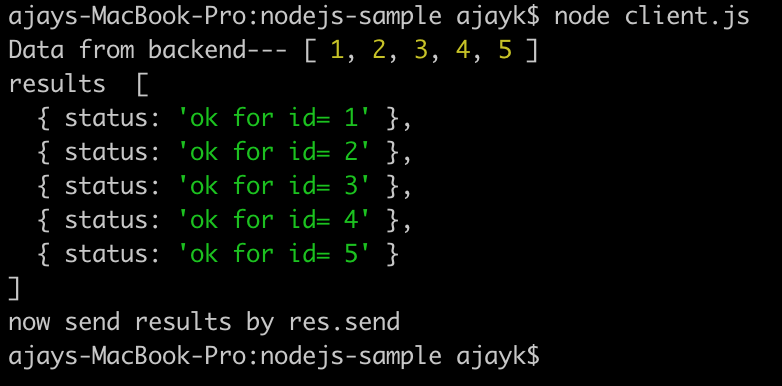 ajays-MacBook-Pro:nodejs-sample ajayk$ node client.js
Data from backend--- [ 1, 2, 3, 4, 5 ]
results  [
  { status: 'ok for id= 1' },
  { status: 'ok for id= 2' },
  { status: 'ok for id= 3' },
  { status: 'ok for id= 4' },
  { status: 'ok for id= 5' }
]
now send results by res.send
ajays-MacBook-Pro:nodejs-sample ajayk$